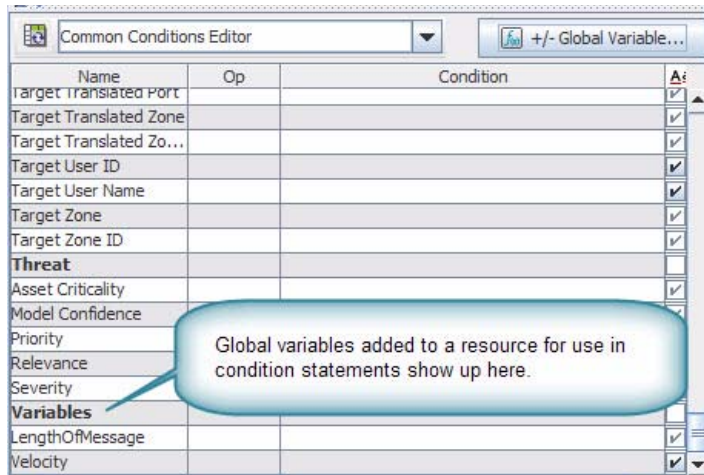 Common Conditions Editor
+/- Global Variable...
Name Op Condition
Target Translated Port
Target Translated Zone
Target Translated Zo...
Target User ID
Target User Name
Target Zone
Target Zone ID
Threat
Asset Criticality
Model Confidence
Priority
Relevance
Severity
Global variables added to a resource for use in
condition statements show up here.
Variables
LengthOfMessage
Velocity